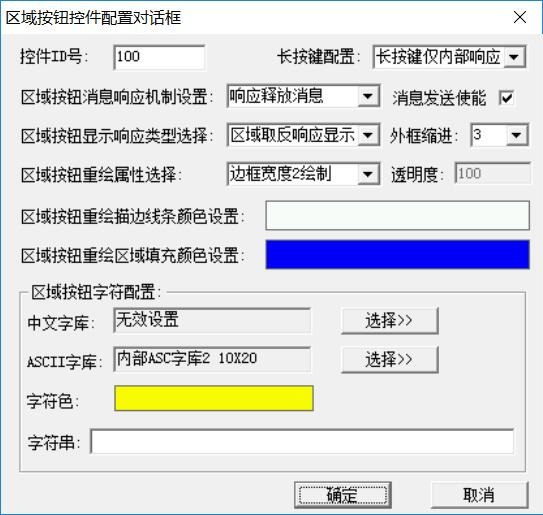 区域按钮控件配置对话框
控件ID号: 100 长按键配置: 长按键仅内部响应
区域按钮消息响应机制设置: 响应释放消息 消息发送使能
区域按钮显示响应类型选择: 区域取反响应显示 外框缩进: 3
区域按钮重绘属性选择: 边框宽度2绘制 透明度: 100
区域按钮重绘描边线条颜色设置:
区域按钮重绘区域填充颜色设置:
区域按钮字符配置:
中文字库: 无效设置 选择>>
ASCII字库: 内部ASC字库2 10X20 选择>>
字符色:
字符串:
确定 取消